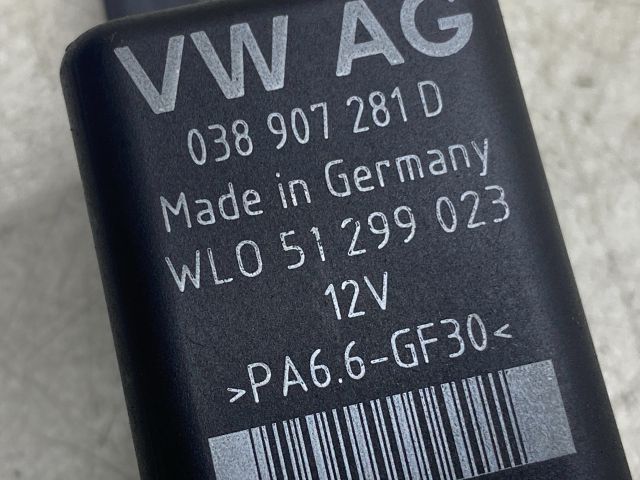 VW AG
038 907 281 D
Made in Germany
WLO 51 299 023
12V
>PA6.6-GF30<